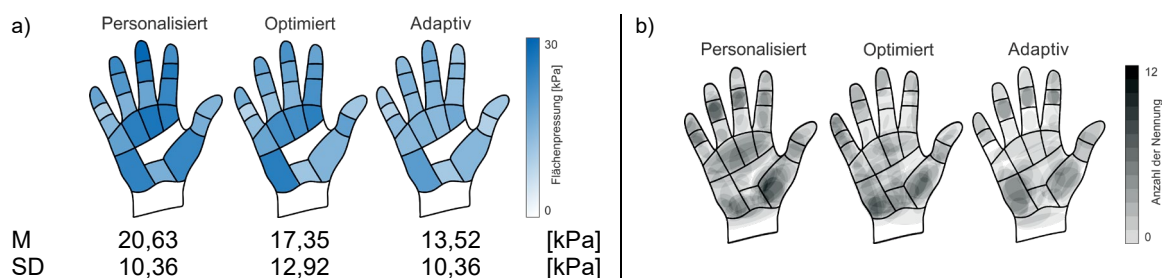 a)
Personalisiert Optimiert Adaptiv
30
Flächenpressung [kPa]
0
M 20,63 17,35 13,52 [kPa]
SD 10,36 12,92 10,36 [kPa]
b)
Personalisiert Optimiert Adaptiv
12
Anzahl der Nennung
0